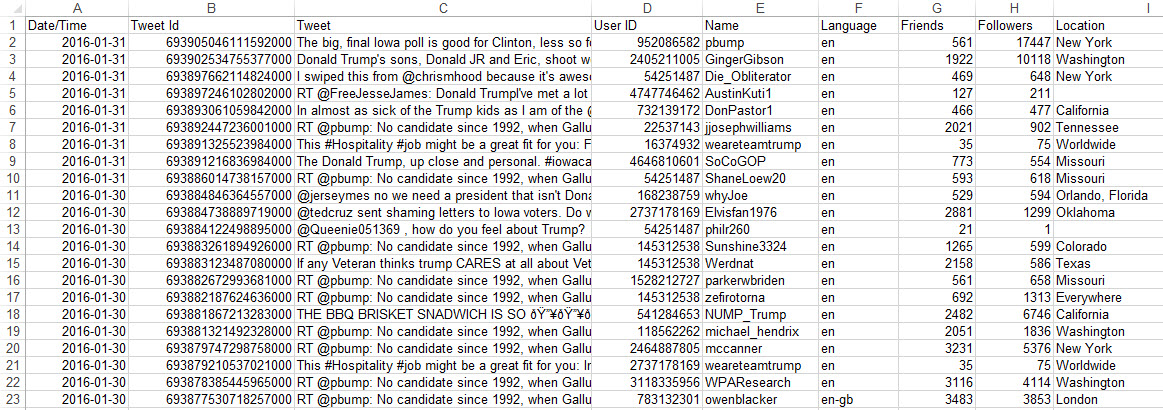 A B C D E F G H I
1 Date/Time Tweet Id Tweet User ID Name Language Friends Followers Location
2 2016-01-31 693905046111592000 The big, final Iowa poll is good for Clinton, less so fo 952086582 pbump en 561 17447 New York
3 2016-01-31 693902534755377000 Donald Trump's sons, Donald JR and Eric, shoot w 2405211005 GingerGibson en 1922 10118 Washington
4 2016-01-31 693897662114824000 I swiped this from @chrismhood because it's awes 54251487 Die_Obliterator en 469 648 New York
5 2016-01-31 693897246102802000 RT @FreeJesseJames: Donald Trump!'ve met a lot 4747746462 AustinKuti1 en 127 211
6 2016-01-31 693893061059842000 In almost as sick of the Trump kids as I am of the @ 732139172 DonPastor1 en 466 477 California
7 2016-01-31 693892447236001000 RT @pbump: No candidate since 1992, when Gallu 22537143 jjosephwilliams en 2021 902 Tennessee
8 2016-01-31 693891325523984000 This #Hospitality #job might be a great fit for you: F 16374932 weareteamtrump en 35 75 Worldwide
9 2016-01-31 693891216836984000 The Donald Trump, up close and personal. #iowaca 4646810601 SoCoGOP en 773 554 Missouri
10 2016-01-31 693886014738157000 RT @pbump: No candidate since 1992, when Gallu 54251487 ShaneLoew20 en 593 618 Missouri
11 2016-01-30 693884846364557000 @jerseymes no we need a president that isn't Dona 168238759 whyJoe en 529 594 Orlando, Florida
12 2016-01-30 693884738889719000 @tedcruz sent shaming letters to Iowa voters. Do w 2737178169 Elvisfan1976 en 2881 1299 Oklahoma
13 2016-01-30 693884122498895000 @Queenie051369 , how do you feel about Trump? 54251487 philr260 en 21 1
14 2016-01-30 693883261894926000 RT @pbump: No candidate since 1992, when Gallu 145312538 Sunshine3324 en 1265 599 Colorado
15 2016-01-30 693883123487080000 If any Veteran thinks trump CARES at all about Vet 145312538 Werdnat en 2158 586 Texas
16 2016-01-30 693882672993681000 RT @pbump: No candidate since 1992, when Gallu 1528212727 parkerwbriden en 561 658 Missouri
17 2016-01-30 693882187624636000 RT @pbump: No candidate since 1992, when Gallu 145312538 zefirotorna en 692 1313 Everywhere
18 2016-01-30 693881867213283000 THE BBQ BRISKET SNADWICH IS SO ðŸ”¥ðŸ”¥ð 541284653 NUMP_Trump en 2482 6746 California
19 2016-01-30 693881321492328000 RT @pbump: No candidate since 1992, when Gallu 118562262 michael_hendrix en 2051 1836 Washington
20 2016-01-30 693879747298758000 RT @pbump: No candidate since 1992, when Gallu 2464887805 mccanner en 3231 5376 New York
21 2016-01-30 693879210537021000 This #Hospitality #job might be a great fit for you: Ir 2737178169 weareteamtrump en 35 75 Worldwide
22 2016-01-30 693878385445965000 RT @pbump: No candidate since 1992, when Gallu 3118335956 WPAResearch en 3116 4114 Washington
23 2016-01-30 693877530718257000 RT @pbump: No candidate since 1992, when Gallu 783132301 owenblacker en-gb 3483 3853 London